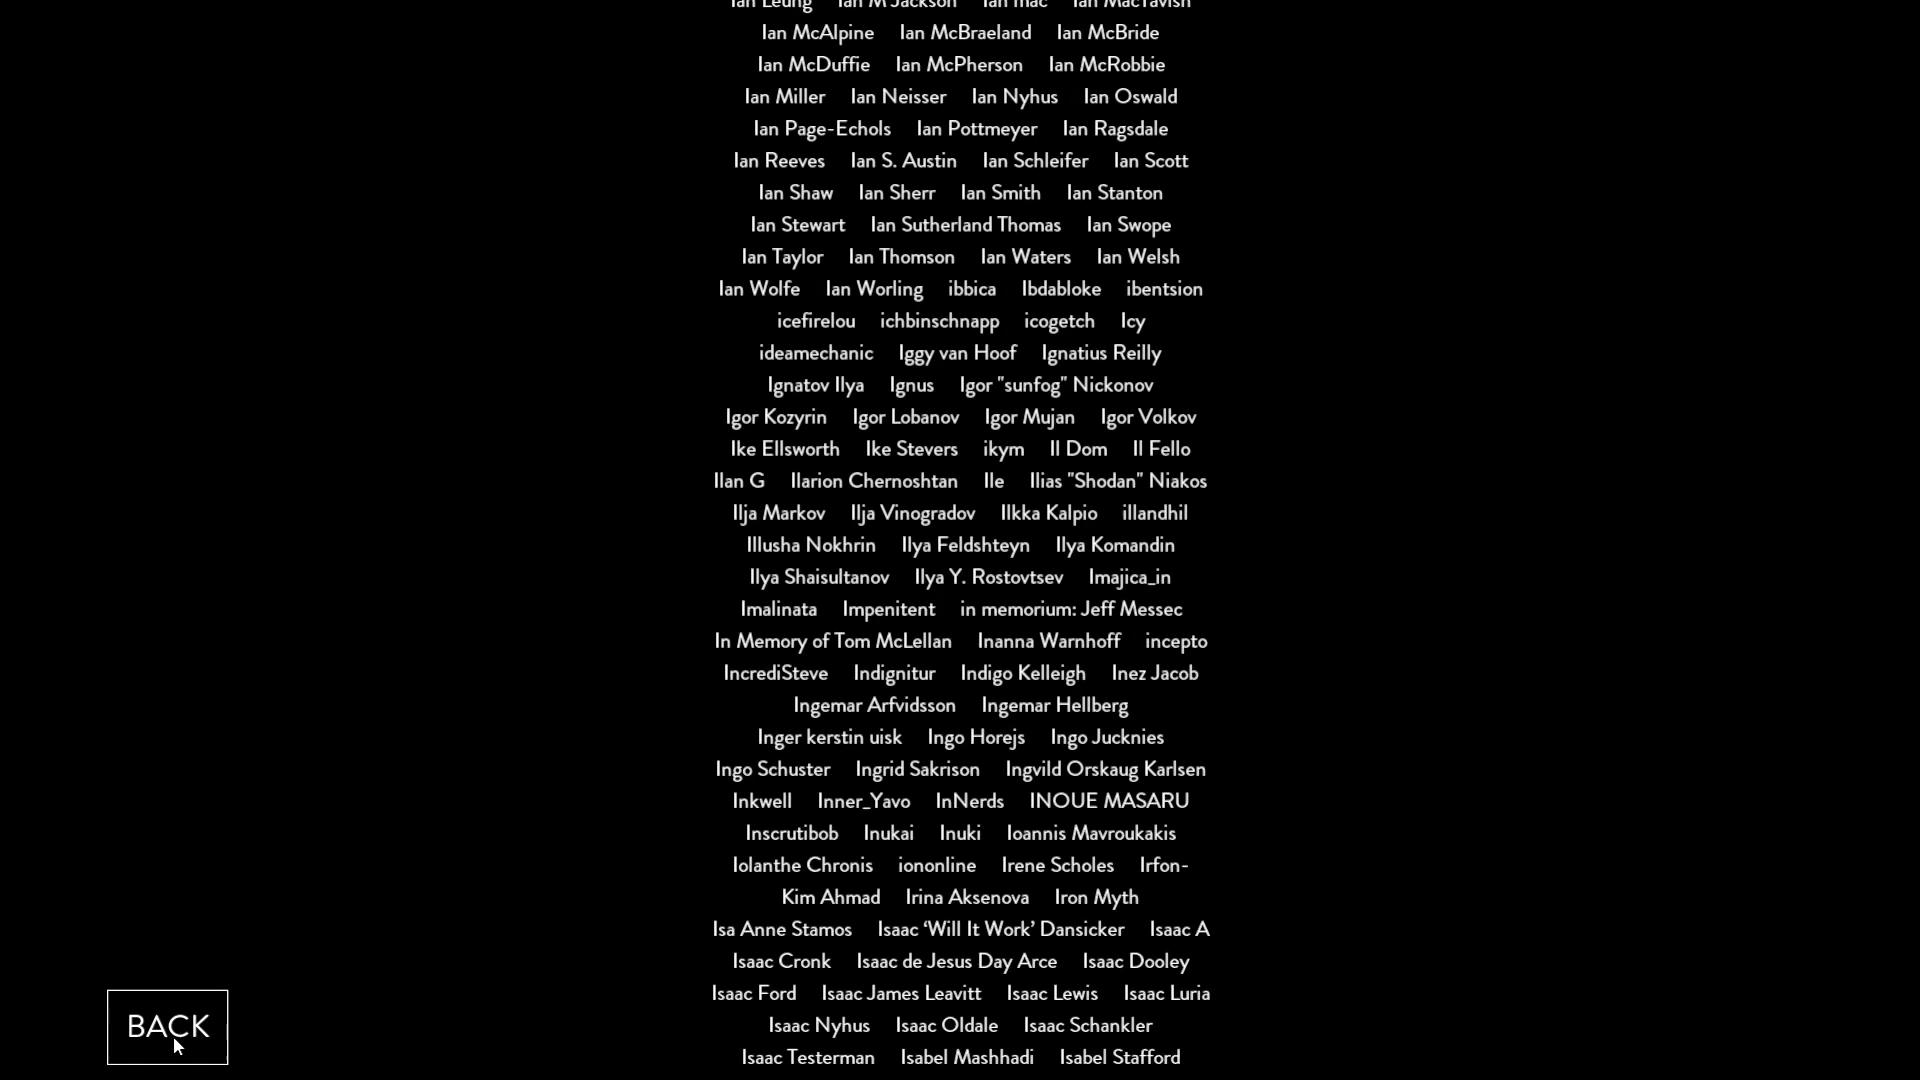 Ian Leung Ian M Jackson Ian mac Ian MacTavish
Ian McAlpine Ian McBraeland Ian McBride
Ian McDuffie Ian McPherson Ian McRobbie
Ian Miller Ian Neisser Ian Nyhus Ian Oswald
Ian Page-Echols Ian Pottmeyer Ian Ragsdale
Ian Reeves Ian S. Austin Ian Schleifer Ian Scott
Ian Shaw Ian Sherr Ian Smith Ian Stanton
Ian Stewart Ian Sutherland Thomas Ian Swope
Ian Taylor Ian Thomson Ian Waters Ian Welsh
Ian Wolfe Ian Worling ibbica Ibdabloke ibentsion
icefirelou ichbinschnapp icogetch Icy
ideamechanic Iggy van Hoof Ignatius Reilly
Ignatov Ilya Ignus Igor "sunfog" Nickonov
Igor Kozyrin Igor Lobanov Igor Mujan Igor Volkov
Ike Ellsworth Ike Stevers ikym Il Dom Il Fello
Ilan G Ilarion Chernoshtan Ile Ilias "Shodan" Niakos
Ilja Markov Ilja Vinogradov Ilkka Kalpio illandhil
Illusha Nokhrin Ilya Feldshteyn Ilya Komandin
Ilya Shaisultanov Ilya Y. Rostovtsev Imajica_in
Imalinata Impenitent in memorium: Jeff Messec
In Memory of Tom McLellan Inanna Warnhoff incepto
IncrediSteve Indignitur Indigo Kelleigh Inez Jacob
Ingemar Arfvidsson Ingemar Hellberg
Inger kerstin uisk Ingo Horejs Ingo Jucknies
Ingo Schuster Ingrid Sakrison Ingvild Orskaug Karlsen
Inkwell Inner_Yavo InNerds INOUE MASARU
Inscrutibob Inukai Inuki Ioannis Mavroukakis
Iolanthe Chronis iononline Irene Scholes Irfon-
Kim Ahmad Irina Aksenova Iron Myth
Isa Anne Stamos Isaac ‘Will It Work’ Dansicker Isaac A
Isaac Cronk Isaac de Jesus Day Arce Isaac Dooley
Isaac Ford Isaac James Leavitt Isaac Lewis Isaac Luria
Isaac Nyhus Isaac Oldale Isaac Schankler
Isaac Testerman Isabel Mashhadi Isabel Stafford
BACK